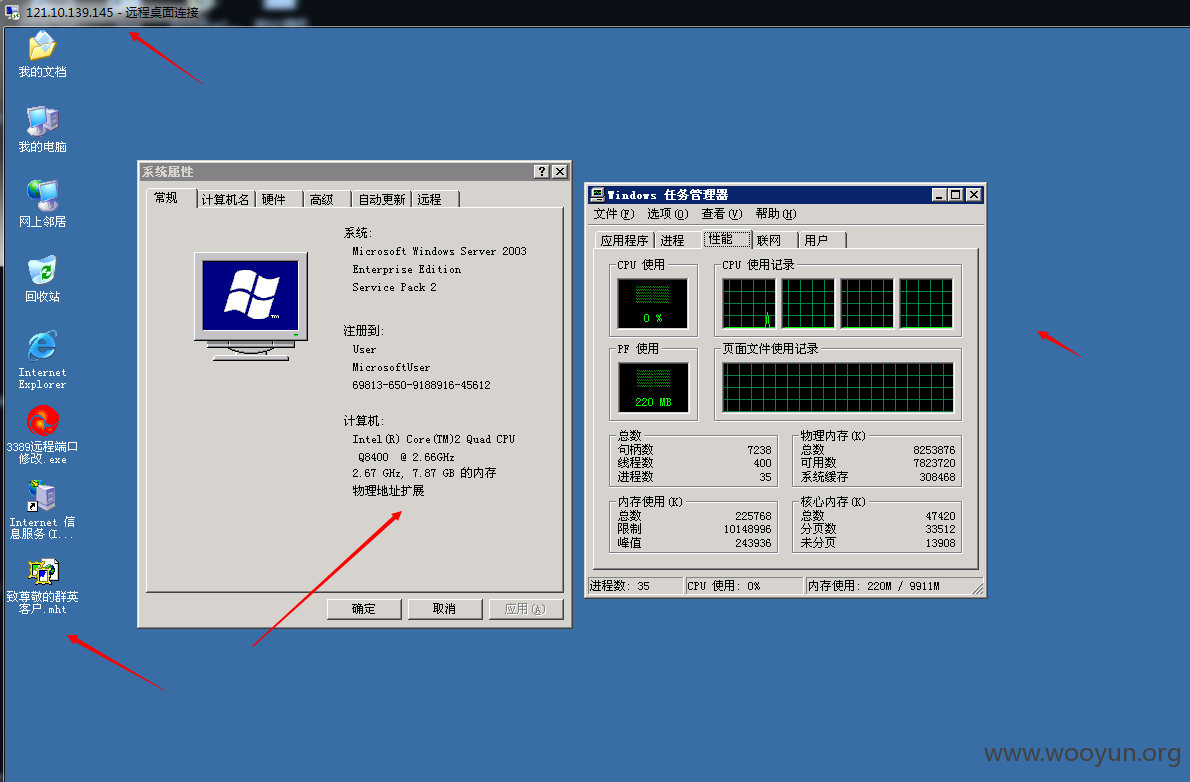 121.10.139.145 - 远程桌面连接
我的文档
我的电脑
网上邻居
回收站
Internet
Explorer
3389远程端口
修改.exe
Internet 信
息服务(I...
致尊敬的群英
客户.mht
系统属性
常规
计算机名
硬件
高级
自动更新
远程
系统:
Microsoft Windows Server 2003
Enterprise Edition
Service Pack 2
注册到:
User
MicrosoftUser
69813-650-9188916-45612
计算机:
Intel(R) Core(TM)2 Quad CPU
Q8400 @ 2.66GHz
2.67 GHz, 7.87 GB 的内存
物理地址扩展
确定
取消
应用(A)
Windows 任务管理器
文件(F) 选项(O) 查看(V) 帮助(H)
应用程序
进程
性能
联网
用户
CPU 使用
0 %
CPU 使用记录
PF 使用
220 MB
页面文件使用记录
总数
句柄数 7238
线程数 400
进程数 35
物理内存(K)
总数 8253876
可用数 7823720
系统缓存 308468
内存使用(K)
总数 225768
限制 10148996
峰值 243936
核心内存(K)
总数 47420
分页数 33512
未分页 13908
进程数: 35
CPU 使用: 0%
内存使用: 220M / 9911M
www.wooyun.org